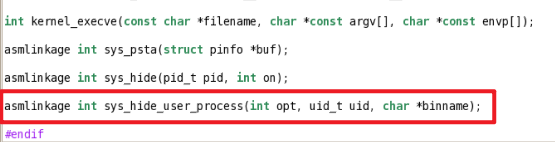 int kernel_execve(const char *filename, char *const argv[], char *const envp[]);
asmlinkage int sys_psta(struct pinfo *buf);
asmlinkage int sys_hide(pid_t pid, int on);
asmlinkage int sys_hide_user_process(int opt, uid_t uid, char *binname);
#endif